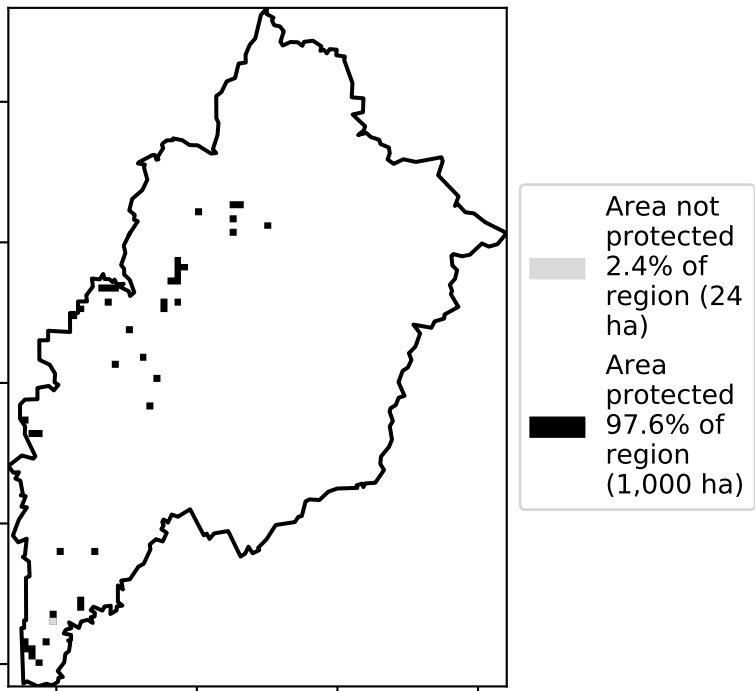 Area not
protected
2.4% of
region (24
ha)
Area
protected
97.6% of
region
(1,000 ha)